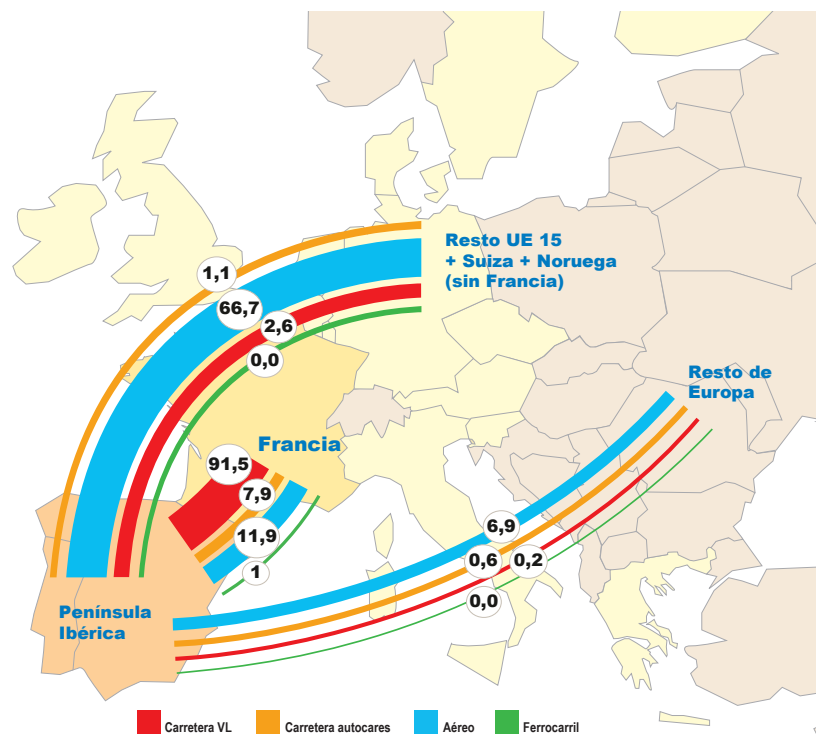 Resto UE 15
+ Suiza + Noruega
(sin Francia)
1,1
66,7
2,6
0,0
Resto de
Europa
Francia
91,5
7,9
11,9
1
6,9
0,6
0,2
0,0
Península
Ibérica
Carretera VL
Carretera autocares
Aéreo
Ferrocarril